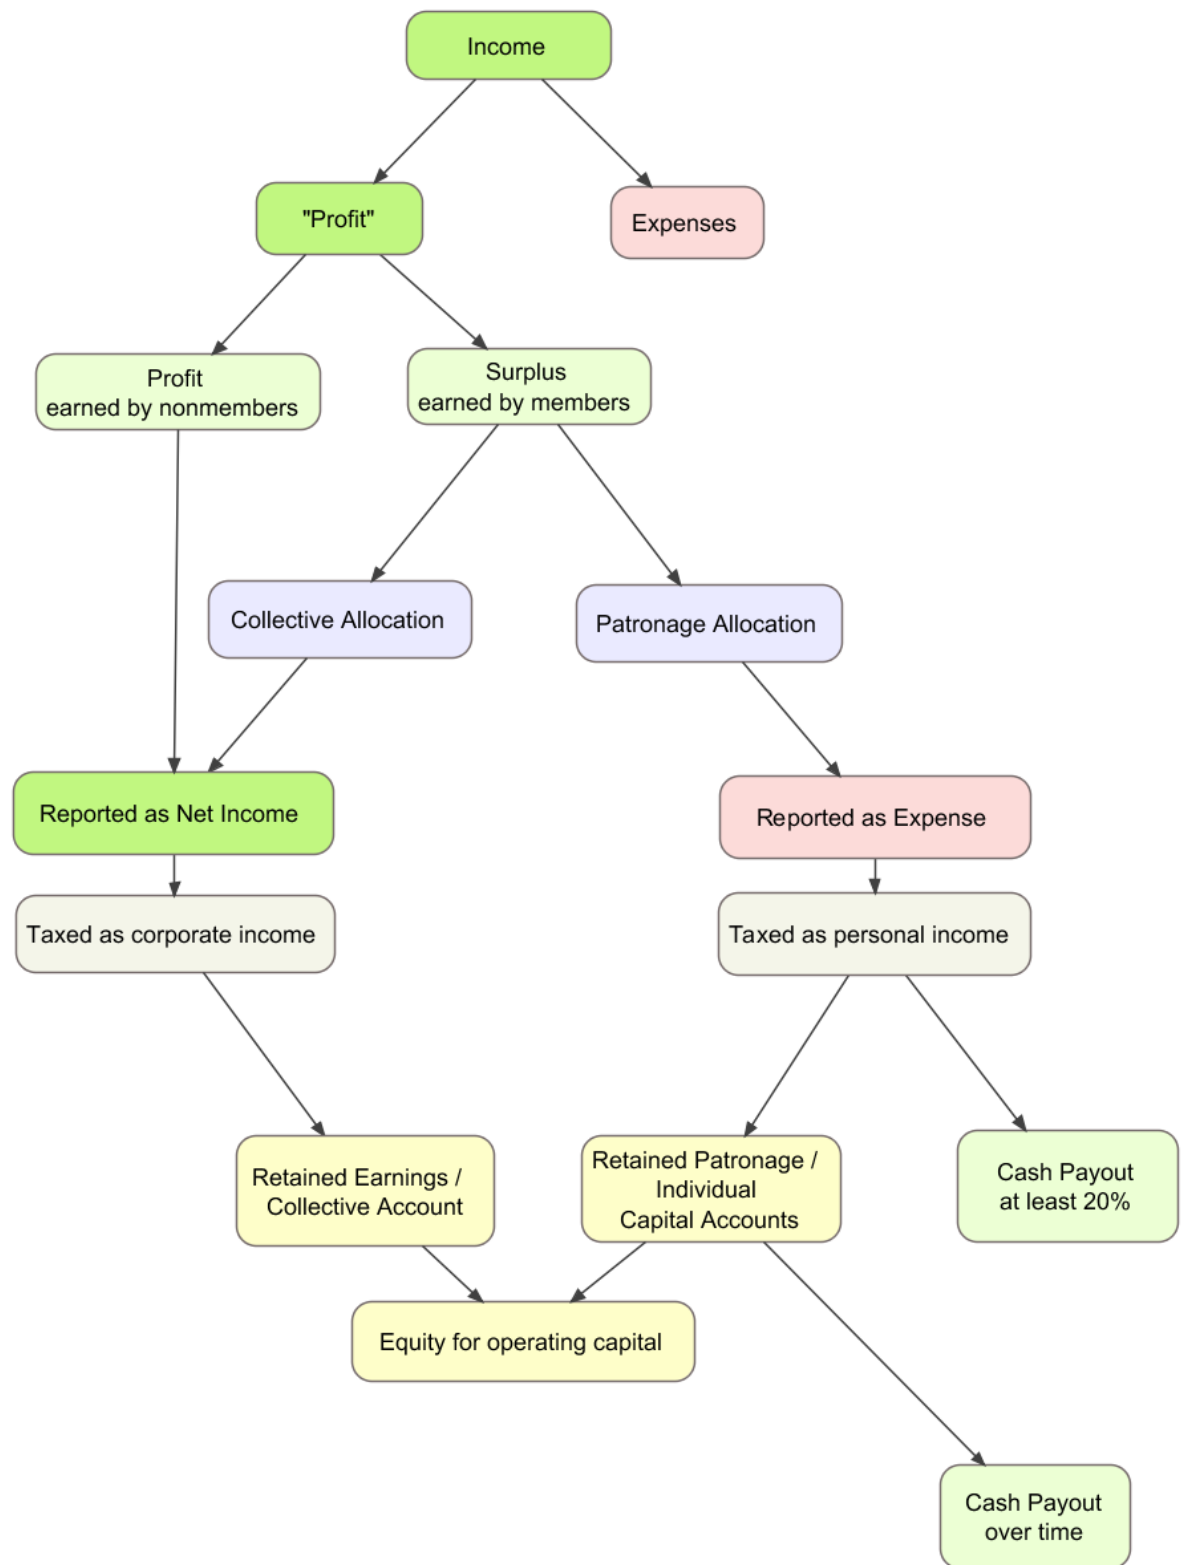 Income
"Profit"
Expenses
Profit
earned by nonmembers
Surplus
earned by members
Collective Allocation
Patronage Allocation
Reported as Net Income
Reported as Expense
Taxed as corporate income
Taxed as personal income
Retained Earnings /
Collective Account
Retained Patronage /
Individual
Capital Accounts
Cash Payout
at least 20%
Equity for operating capital
Cash Payout
over time